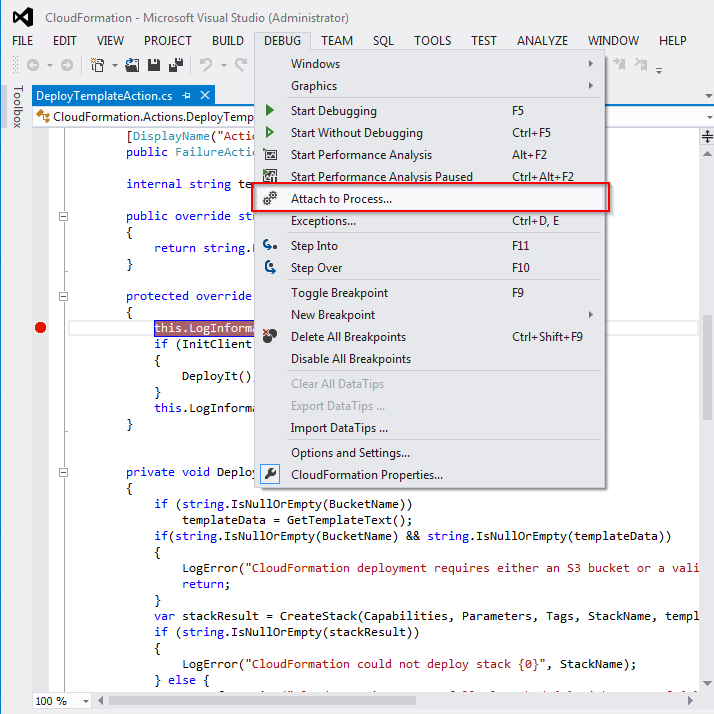 CloudFormation - Microsoft Visual Studio (Administrator)
FILE EDIT VIEW PROJECT BUILD DEBUG TEAM SQL TOOLS TEST ANALYZE WINDOW HELP
Toolbox
DeployTemplateAction.cs
CloudFormation.Actions.DeployTemp
Windows
Graphics
Start Debugging F5
Start Without Debugging Ctrl+F5
Start Performance Analysis Alt+F2
Start Performance Analysis Paused Ctrl+Alt+F2
Attach to Process...
Exceptions... Ctrl+D, E
Step Into F11
Step Over F10
Toggle Breakpoint F9
New Breakpoint
Delete All Breakpoints Ctrl+Shift+F9
Disable All Breakpoints
Clear All DataTips
Export DataTips ...
Import DataTips ...
Options and Settings...
CloudFormation Properties...
[DisplayName("Actio
public FailureActio
internal string te
public override st
{
return string.
}
protected override
{
this.LogInforma
if (InitClient
{
DeployIt()
}
this.LogInforma
}
private void Deploy
{
if (string.IsNullOrEmpty(BucketName))
templateData = GetTemplateText();
if(string.IsNullOrEmpty(BucketName) && string.IsNullOrEmpty(templateData))
{
LogError("CloudFormation deployment requires either an S3 bucket or a vali
return;
}
var stackResult = CreateStack(Capabilities, Parameters, Tags, StackName, templ
if (string.IsNullOrEmpty(stackResult))
{
LogError("CloudFormation could not deploy stack {0}", StackName);
} else {
100 %